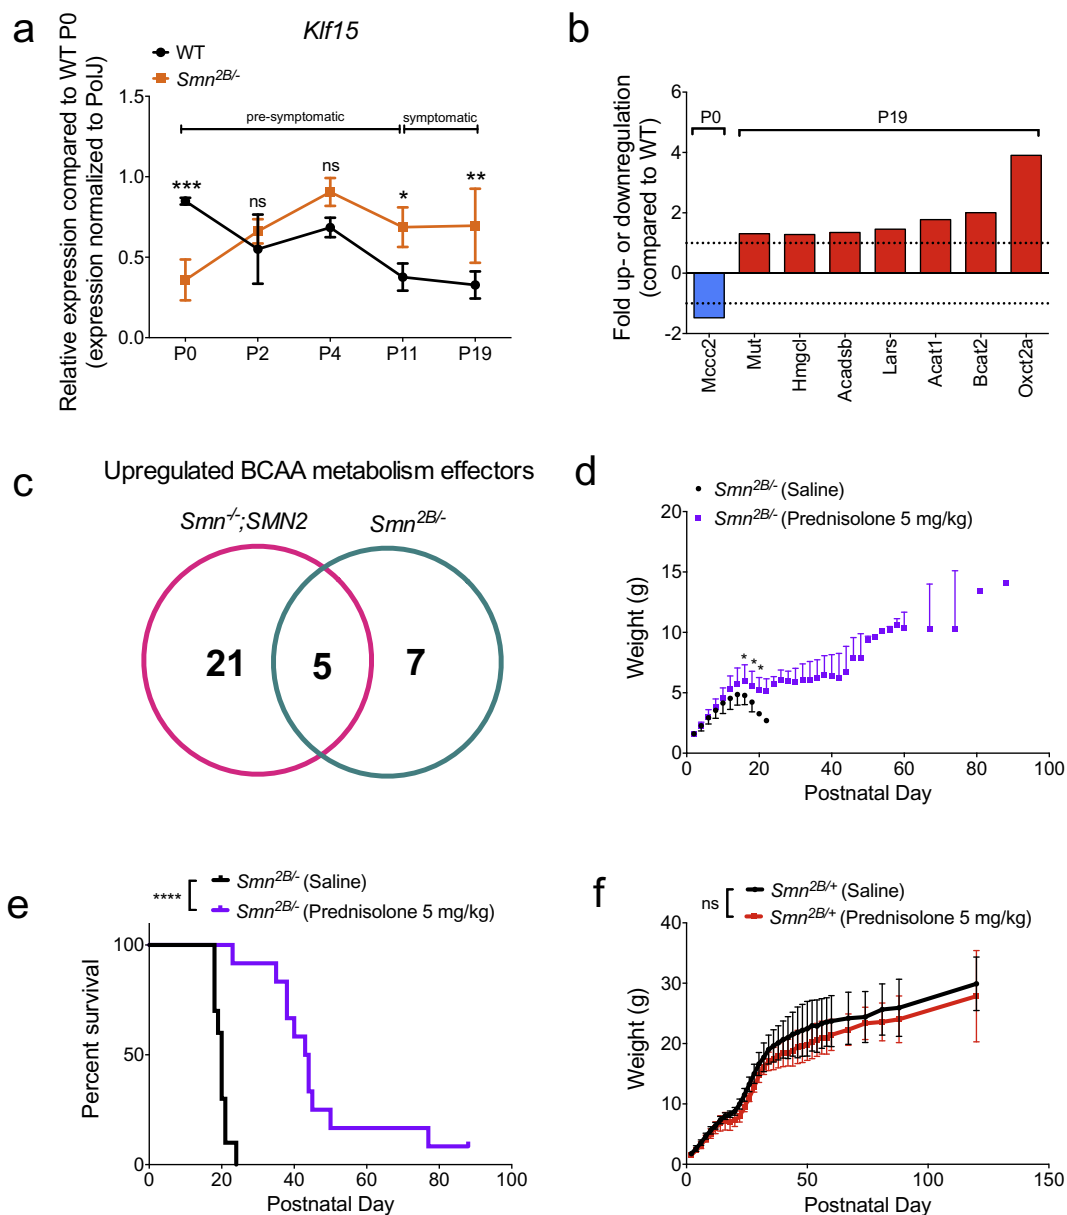 a
Klf15
WT
Smn2B/-
Relative expression compared to WT P0
(expression normalized to PolJ)
1.5
1.0
0.5
0.0
pre-symptomatic
symptomatic
***
ns
ns
*
**
P0
P2
P4
P11
P19
b
Fold up- or downregulation
(compared to WT)
6
4
2
0
-2
P0
P19
Mccc2
Mut
Hmgcl
Acadsb
Lars
Acat1
Bcat2
Oxct2a
c
Upregulated BCAA metabolism effectors
Smn-/-;SMN2
Smn2B/-
21
5
7
d
Smn2B/- (Saline)
Smn2B/- (Prednisolone 5 mg/kg)
Weight (g)
20
15
10
5
0
*
*
*
0
20
40
60
80
100
Postnatal Day
e
****
Smn2B/- (Saline)
Smn2B/- (Prednisolone 5 mg/kg)
Percent survival
100
50
0
0
20
40
60
80
100
Postnatal Day
f
ns
Smn2B/+ (Saline)
Smn2B/+ (Prednisolone 5 mg/kg)
Weight (g)
40
30
20
10
0
0
50
100
150
Postnatal Day